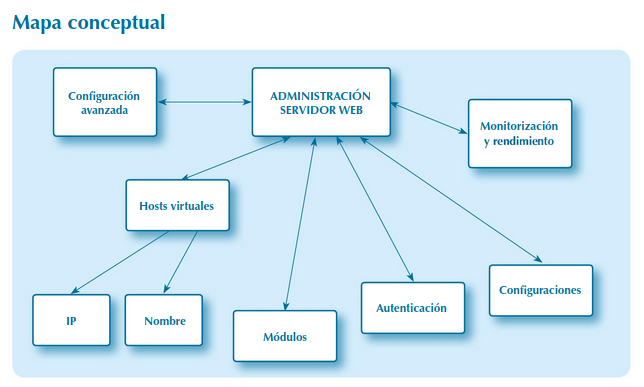 Mapa conceptual
Configuración
avanzada
ADMINISTRACIÓN
SERVIDOR WEB
Monitorización
y rendimiento
Hosts virtuales
IP
Nombre
Módulos
Autenticación
Configuraciones